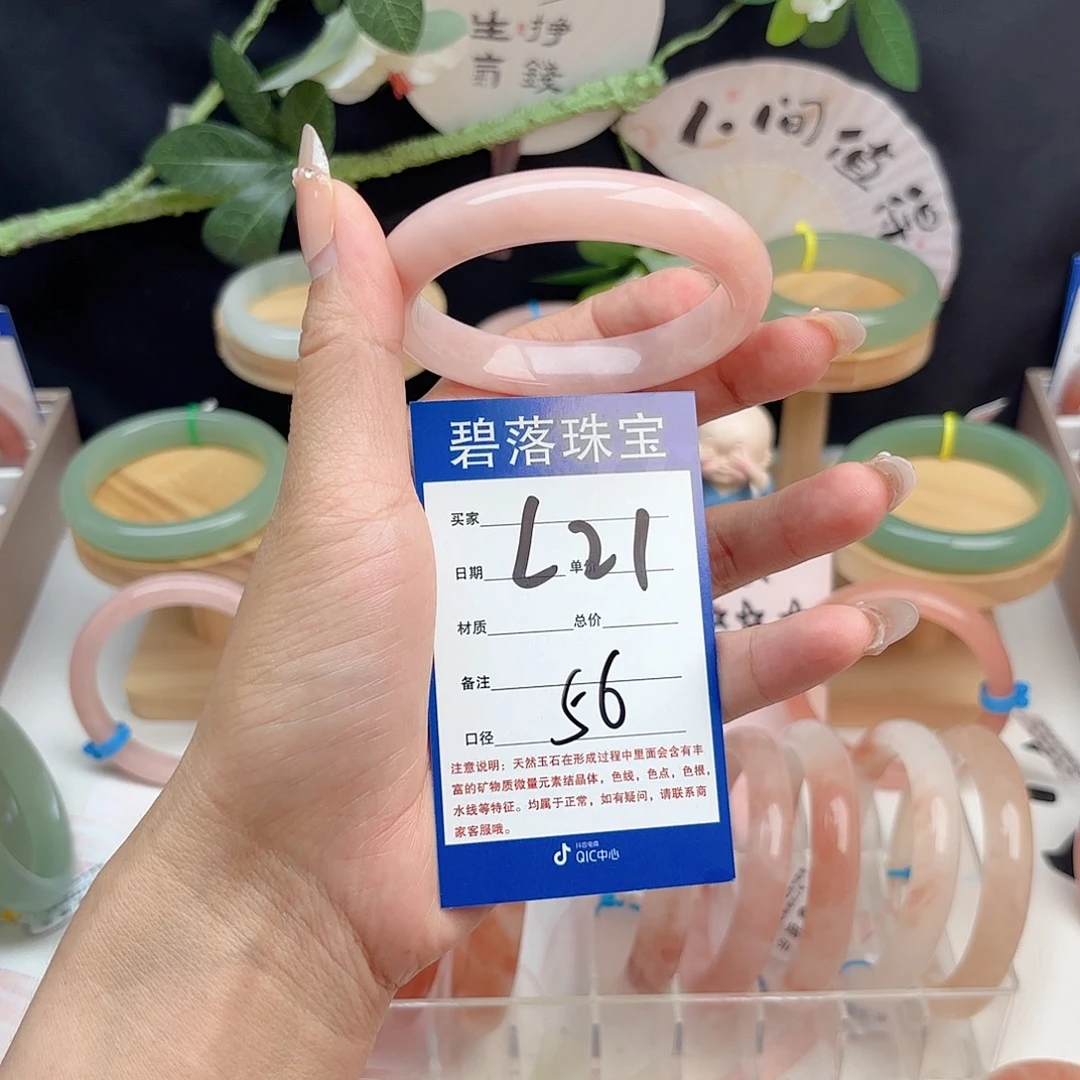 生挣
言錢
人间值得
碧落珠宝
买家
L21
日期 单价
材质 总价
备注
56
口径
注意说明：天然玉石在形成过程中里面会含有丰
富的矿物质微量元素结晶体，色线，色点，色根，
水线等特征。均属于正常，如有疑问，请联系商
家客服哦。
抖音电商
QIC中心